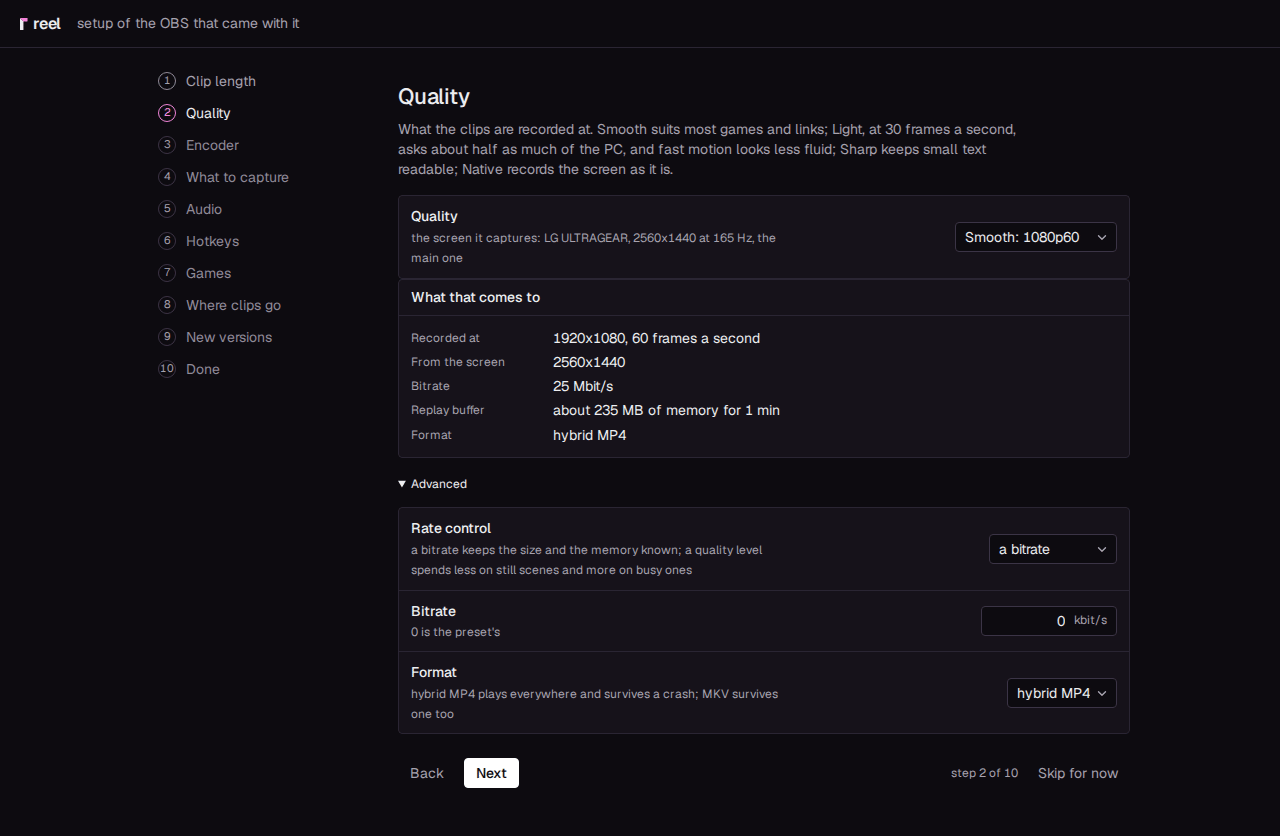 reel setup of the OBS that came with it
1 Clip length
2 Quality
3 Encoder
4 What to capture
5 Audio
6 Hotkeys
7 Games
8 Where clips go
9 New versions
10 Done
Quality
What the clips are recorded at. Smooth suits most games and links; Light, at 30 frames a second,
asks about half as much of the PC, and fast motion looks less fluid; Sharp keeps small text
readable; Native records the screen as it is.
Quality
the screen it captures: LG ULTRAGEAR, 2560x1440 at 165 Hz, the
main one
Smooth: 1080p60
What that comes to
Recorded at 1920x1080, 60 frames a second
From the screen 2560x1440
Bitrate 25 Mbit/s
Replay buffer about 235 MB of memory for 1 min
Format hybrid MP4
Advanced
Rate control
a bitrate keeps the size and the memory known; a quality level
spends less on still scenes and more on busy ones
a bitrate
Bitrate
0 is the preset's
0 kbit/s
Format
hybrid MP4 plays everywhere and survives a crash; MKV survives
one too
hybrid MP4
Back Next step 2 of 10 Skip for now